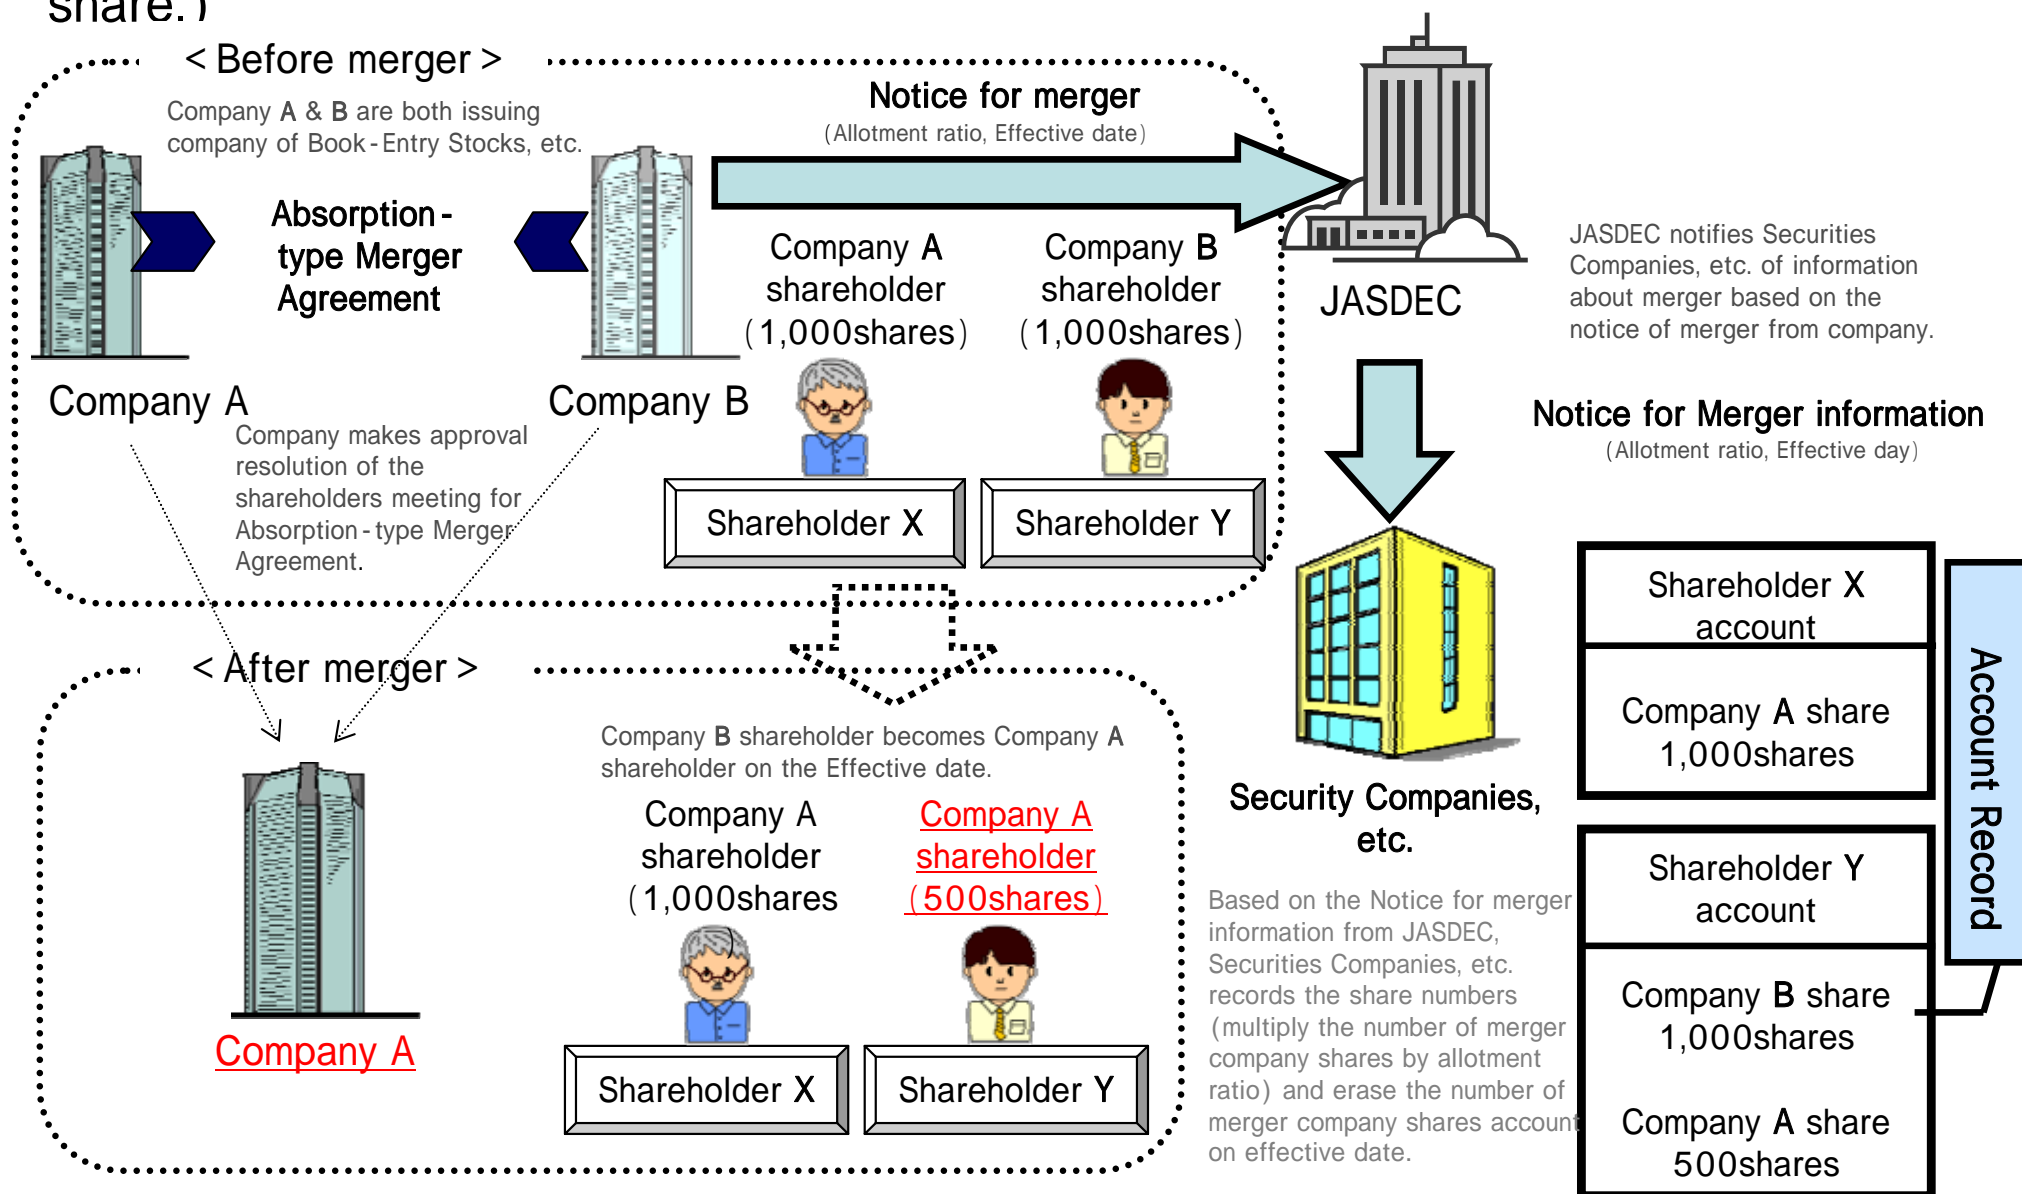 share.)
< Before merger >
Company A & B are both issuing
company of Book-Entry Stocks, etc.
Absorption-
type Merger
Agreement
Company A
Company B
Company makes approval
resolution of the
shareholders meeting for
Absorption-type Merger
Agreement.
Notice for merger
(Allotment ratio, Effective date)
Company A
shareholder
(1,000shares)
Company B
shareholder
(1,000shares)
Shareholder X
Shareholder Y
JASDEC
JASDEC notifies Securities
Companies, etc. of information
about merger based on the
notice of merger from company.
Notice for Merger information
(Allotment ratio, Effective day)
< After merger >
Company A
Company B shareholder becomes Company A
shareholder on the Effective date.
Company A
shareholder
(1,000shares
)
Company A
shareholder
(500shares)
Shareholder X
Shareholder Y
Security Companies,
etc.
Based on the Notice for merger
information from JASDEC,
Securities Companies, etc.
records the share numbers
(multiply the number of merger
company shares by allotment
ratio) and erase the number of
merger company shares account
on effective date.
Shareholder X
account
Company A share
1,000shares
Shareholder Y
account
Company B share
1,000shares
Company A share
500shares
Account Record